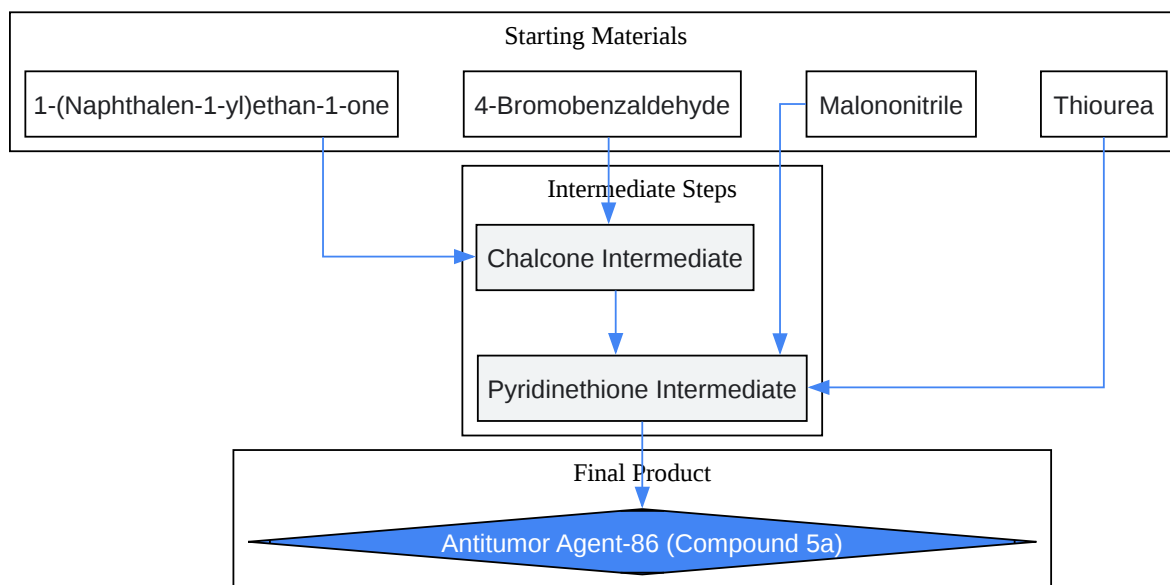 Starting Materials
1-(Naphthalen-1-yl)ethan-1-one
4-Bromobenzaldehyde
Malononitrile
Thiourea
Intermediate Steps
Chalcone Intermediate
Pyridinethione Intermediate
Final Product
Antitumor Agent-86 (Compound 5a)